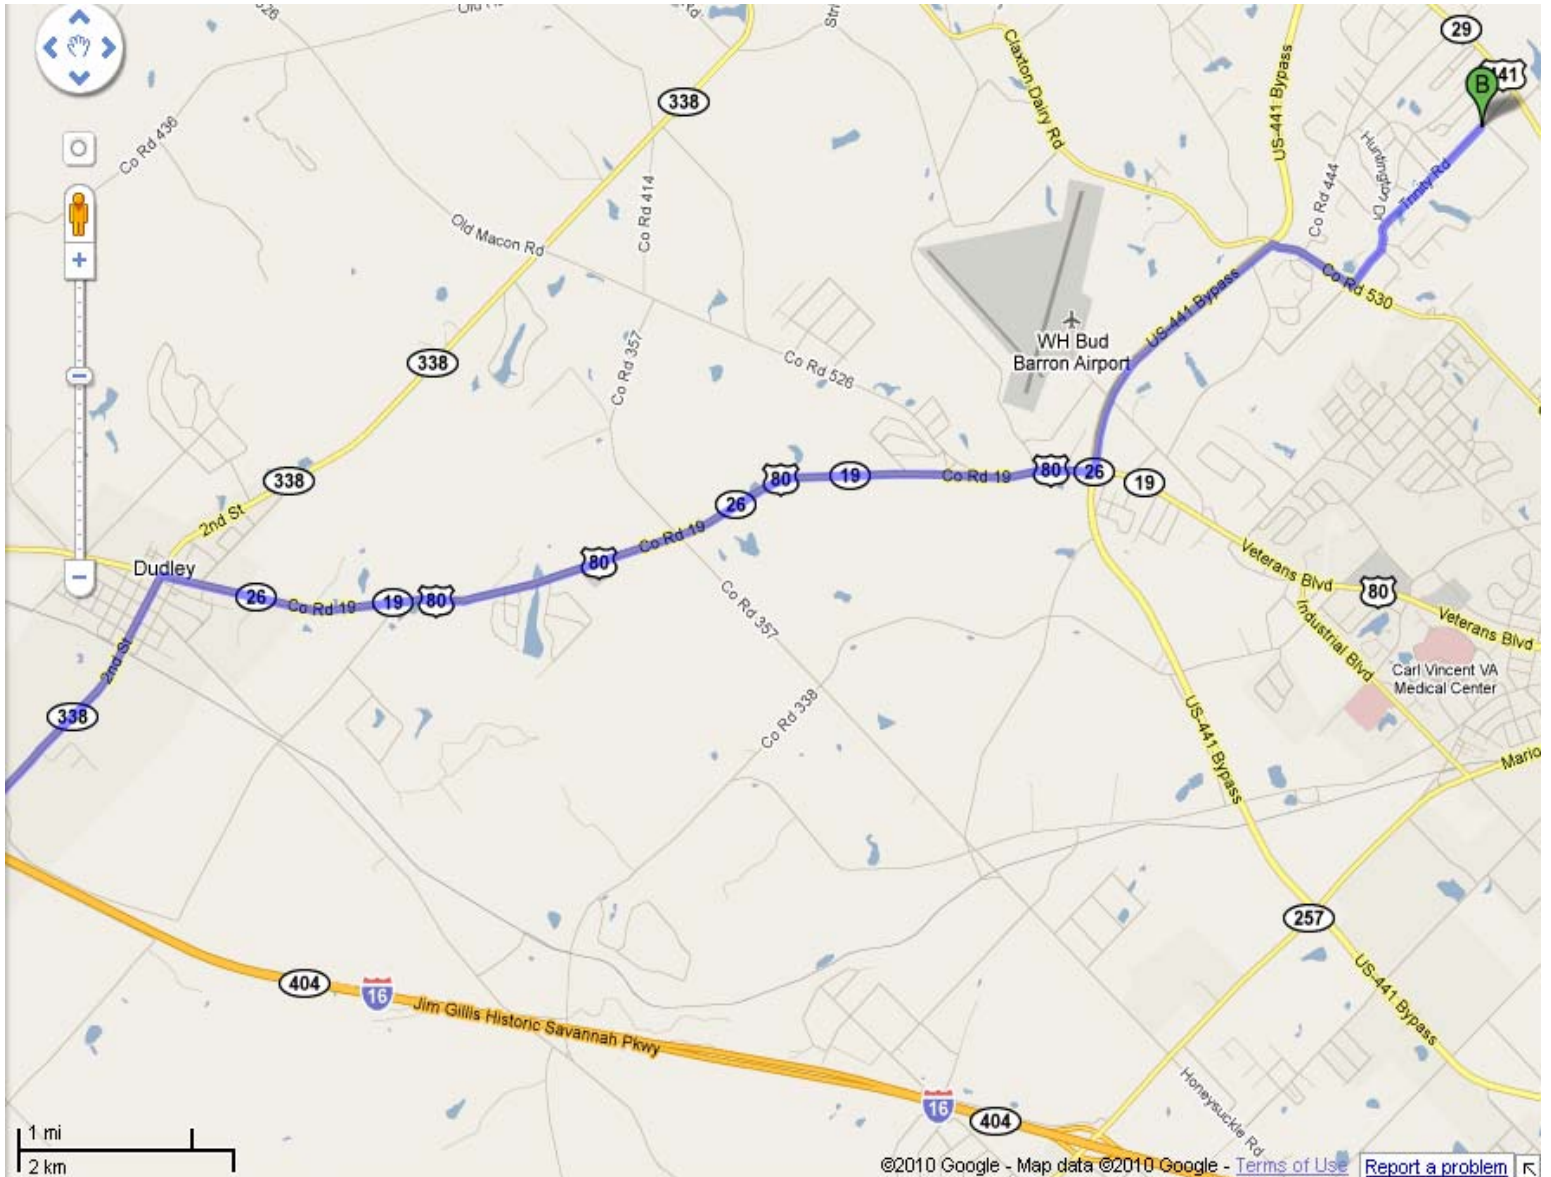 29
441
B
338
Claxton Dairy Rd
US-441 Bypass
Co Rd 436
Co Rd 414
Old Macon Rd
Co Rd 444
Huntington Dr
Trinity Rd
Co Rd 530
US-441 Bypass
WH Bud
Barron Airport
338
Co Rd 357
Co Rd 526
338
2nd St
80
19
Co Rd 19
80
26
19
26
Co Rd 19
80
Veterans Blvd
80
Veterans Blvd
Dudley
26
Co Rd 19
19
80
Co Rd 357
Industrial Blvd
Carl Vincent VA
Medical Center
2nd St
338
Co Rd 338
US-441 Bypass
257
US-441 Bypass
404
16
Jim Gillis Historic Savannah Pkwy
16
404
Honeysuckle Rd
1 mi
2 km
©2010 Google - Map data ©2010 Google - Terms of Use
Report a problem